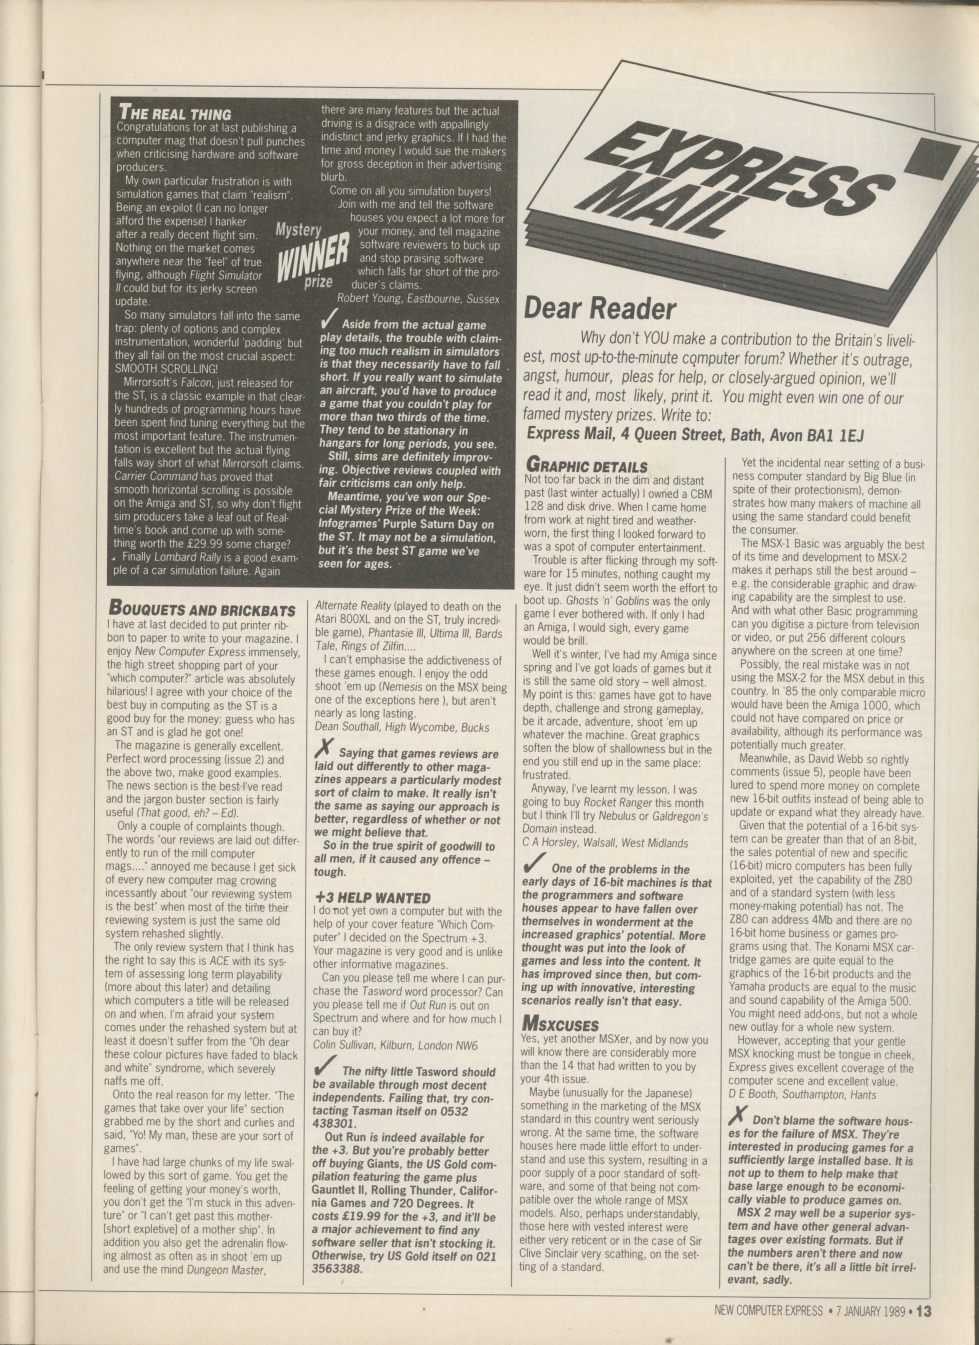 THE REAL THING
Congratulations for at last publishing a
computer mag that doesn't pull punches
when criticising hardware and software
producers.
My own particular frustration is with
simulation games that claim "realism".
Being an ex-pilot (I can no longer
afford the expense) I hanker
after a really decent flight sim.
Nothing on the market comes
anywhere near the "feel" of true
flying, although Flight Simulator
II could but for its jerky screen
update.
So many simulators fall into the same
trap: plenty of options and complex
instrumentation, wonderful 'padding' but
they all fail on the most crucial aspect:
SMOOTH SCROLLING!
Mirrorsoft's Falcon, just released for
the ST, is a classic example in that clear-
ly hundreds of programming hours have
been spent find tuning everything but the
most important feature. The instrumen-
tation is excellent but the actual flying
falls way short of what Mirrorsoft claims.
Carrier Command has proved that
smooth horizontal scrolling is possible
on the Amiga and ST, so why don't flight
sim producers take a leaf out of Real-
time's book and come up with some-
thing worth the £29.99 some charge?
Finally Lombard Rally is a good exam-
ple of a car simulation failure. Again
there are many features but the actual
driving is a disgrace with appallingly
indistinct and jerky graphics. If I had the
time and money I would sue the makers
for gross deception in their advertising
blurb.
Come on all you simulation buyers!
Join with me and tell the software
houses you expect a lot more for
your money, and tell magazine
software reviewers to buck up
and stop praising software
which falls far short of the pro-
ducer's claims.
Robert Young, Eastbourne, Sussex
Mystery
WINNER
prize
✓ Aside from the actual game
play details, the trouble with claim-
ing too much realism in simulators
is that they necessarily have to fall
short. If you really want to simulate
an aircraft, you'd have to produce
a game that you couldn't play for
more than two thirds of the time.
They tend to be stationary in
hangars for long periods, you see.
Still, sims are definitely improv-
ing. Objective reviews coupled with
fair criticisms can only help.
Meantime, you've won our Spe-
cial Mystery Prize of the Week:
Infogrames' Purple Saturn Day on
the ST. It may not be a simulation,
but it's the best ST game we've
seen for ages.
EXPRESS
MAIL
Dear Reader
Why don't YOU make a contribution to the Britain's liveli-
est, most up-to-the-minute computer forum? Whether it's outrage,
angst, humour, pleas for help, or closely-argued opinion, we'll
read it and, most likely, print it. You might even win one of our
famed mystery prizes. Write to:
Express Mail, 4 Queen Street, Bath, Avon BA1 1EJ
BOUQUETS AND BRICKBATS
I have at last decided to put printer rib-
bon to paper to write to your magazine. I
enjoy New Computer Express immensely,
the high street shopping part of your
"which computer?" article was absolutely
hilarious! I agree with your choice of the
best buy in computing as the ST is a
good buy for the money: guess who has
an ST and is glad he got one!
The magazine is generally excellent.
Perfect word processing (issue 2) and
the above two, make good examples.
The news section is the best I've read
and the jargon buster section is fairly
useful (That good, eh? – Ed).
Only a couple of complaints though.
The words "our reviews are laid out differ-
ently to run of the mill computer
mags...." annoyed me because I get sick
of every new computer mag crowing
incessantly about "our reviewing system
is the best" when most of the time their
reviewing system is just the same old
system rehashed slightly.
The only review system that I think has
the right to say this is ACE with its sys-
tem of assessing long term playability
(more about this later) and detailing
which computers a title will be released
on and when. I'm afraid your system
comes under the rehashed system but at
least it doesn't suffer from the "Oh dear
these colour pictures have faded to black
and white" syndrome, which severely
naffs me off.
Onto the real reason for my letter. "The
games that take over your life" section
grabbed me by the short and curlies and
said, "Yo! My man, these are your sort of
games".
I have had large chunks of my life swal-
lowed by this sort of game. You get the
feeling of getting your money's worth,
you don't get the "I'm stuck in this adven-
ture" or "I can't get past this mother-
[short expletive] of a mother ship". In
addition you also get the adrenalin flow-
ing almost as often as in shoot 'em up
and use the mind Dungeon Master,
Alternate Reality (played to death on the
Atari 800XL and on the ST, truly incredi-
ble game), Phantasie III, Ultima III, Bards
Tale, Rings of Zilfin....
I can't emphasise the addictiveness of
these games enough. I enjoy the odd
shoot 'em up (Nemesis on the MSX being
one of the exceptions here ), but aren't
nearly as long lasting.
Dean Southall, High Wycombe, Bucks
✗ Saying that games reviews are
laid out differently to other maga-
zines appears a particularly modest
sort of claim to make. It really isn't
the same as saying our approach is
better, regardless of whether or not
we might believe that.
So in the true spirit of goodwill to
all men, if it caused any offence –
tough.
+3 HELP WANTED
I do not yet own a computer but with the
help of your cover feature "Which Com-
puter" I decided on the Spectrum +3.
Your magazine is very good and is unlike
other informative magazines.
Can you please tell me where I can pur-
chase the Tasword word processor? Can
you please tell me if Out Run is out on
Spectrum and where and for how much I
can buy it?
Colin Sullivan, Kilburn, London NW6
✓ The nifty little Tasword should
be available through most decent
independents. Failing that, try con-
tacting Tasman itself on 0532
438301.
Out Run is indeed available for
the +3. But you're probably better
off buying Giants, the US Gold com-
pilation featuring the game plus
Gauntlet II, Rolling Thunder, Califor-
nia Games and 720 Degrees. It
costs £19.99 for the +3, and it'll be
a major achievement to find any
software seller that isn't stocking it.
Otherwise, try US Gold itself on 021
3563388.
GRAPHIC DETAILS
Not too far back in the dim and distant
past (last winter actually) I owned a CBM
128 and disk drive. When I came home
from work at night tired and weather-
worn, the first thing I looked forward to
was a spot of computer entertainment.
Trouble is after flicking through my soft-
ware for 15 minutes, nothing caught my
eye. It just didn't seem worth the effort to
boot up. Ghosts 'n' Goblins was the only
game I ever bothered with. If only I had
an Amiga, I would sigh, every game
would be brill.
Well it's winter, I've had my Amiga since
spring and I've got loads of games but it
is still the same old story – well almost.
My point is this: games have got to have
depth, challenge and strong gameplay,
be it arcade, adventure, shoot 'em up
whatever the machine. Great graphics
soften the blow of shallowness but in the
end you still end up in the same place:
frustrated.
Anyway, I've learnt my lesson. I was
going to buy Rocket Ranger this month
but I think I'll try Nebulus or Galdregon's
Domain instead.
C A Horsley, Walsall, West Midlands
✓ One of the problems in the
early days of 16-bit machines is that
the programmers and software
houses appear to have fallen over
themselves in wonderment at the
increased graphics' potential. More
thought was put into the look of
games and less into the content. It
has improved since then, but com-
ing up with innovative, interesting
scenarios really isn't that easy.
MSXCUSES
Yes, yet another MSXer, and by now you
will know there are considerably more
than the 14 that had written to you by
your 4th issue.
Maybe (unusually for the Japanese)
something in the marketing of the MSX
standard in this country went seriously
wrong. At the same time, the software
houses here made little effort to under-
stand and use this system, resulting in a
poor supply of a poor standard of soft-
ware, and some of that being not com-
patible over the whole range of MSX
models. Also, perhaps understandably,
those here with vested interest were
either very reticent or in the case of Sir
Clive Sinclair very scathing, on the set-
ting of a standard.
Yet the incidental near setting of a busi-
ness computer standard by Big Blue (in
spite of their protectionism), demon-
strates how many makers of machine all
using the same standard could benefit
the consumer.
The MSX-1 Basic was arguably the best
of its time and development to MSX-2
makes it perhaps still the best around –
e.g. the considerable graphic and draw-
ing capability are the simplest to use.
And with what other Basic programming
can you digitise a picture from television
or video, or put 256 different colours
anywhere on the screen at one time?
Possibly, the real mistake was in not
using the MSX-2 for the MSX debut in this
country. In '85 the only comparable micro
would have been the Amiga 1000, which
could not have compared on price or
availability, although its performance was
potentially much greater.
Meanwhile, as David Webb so rightly
comments (issue 5), people have been
lured to spend more money on complete
new 16-bit outfits instead of being able to
update or expand what they already have.
Given that the potential of a 16-bit sys-
tem can be greater than that of an 8-bit,
the sales potential of new and specific
(16-bit) micro computers has been fully
exploited, yet the capability of the Z80
and of a standard system (with less
money-making potential) has not. The
Z80 can address 4Mb and there are no
16-bit home business or games pro-
grams using that. The Konami MSX car-
tridge games are quite equal to the
graphics of the 16-bit products and the
Yamaha products are equal to the music
and sound capability of the Amiga 500.
You might need add-ons, but not a whole
new outlay for a whole new system.
However, accepting that your gentle
MSX knocking must be tongue in cheek,
Express gives excellent coverage of the
computer scene and excellent value.
D E Booth, Southampton, Hants
✗ Don't blame the software hous-
es for the failure of MSX. They're
interested in producing games for a
sufficiently large installed base. It is
not up to them to help make that
base large enough to be economi-
cally viable to produce games on.
MSX 2 may well be a superior sys-
tem and have other general advan-
tages over existing formats. But if
the numbers aren't there and now
can't be there, it's all a little bit irrel-
evant, sadly.
NEW COMPUTER EXPRESS • 7 JANUARY 1989 • 13